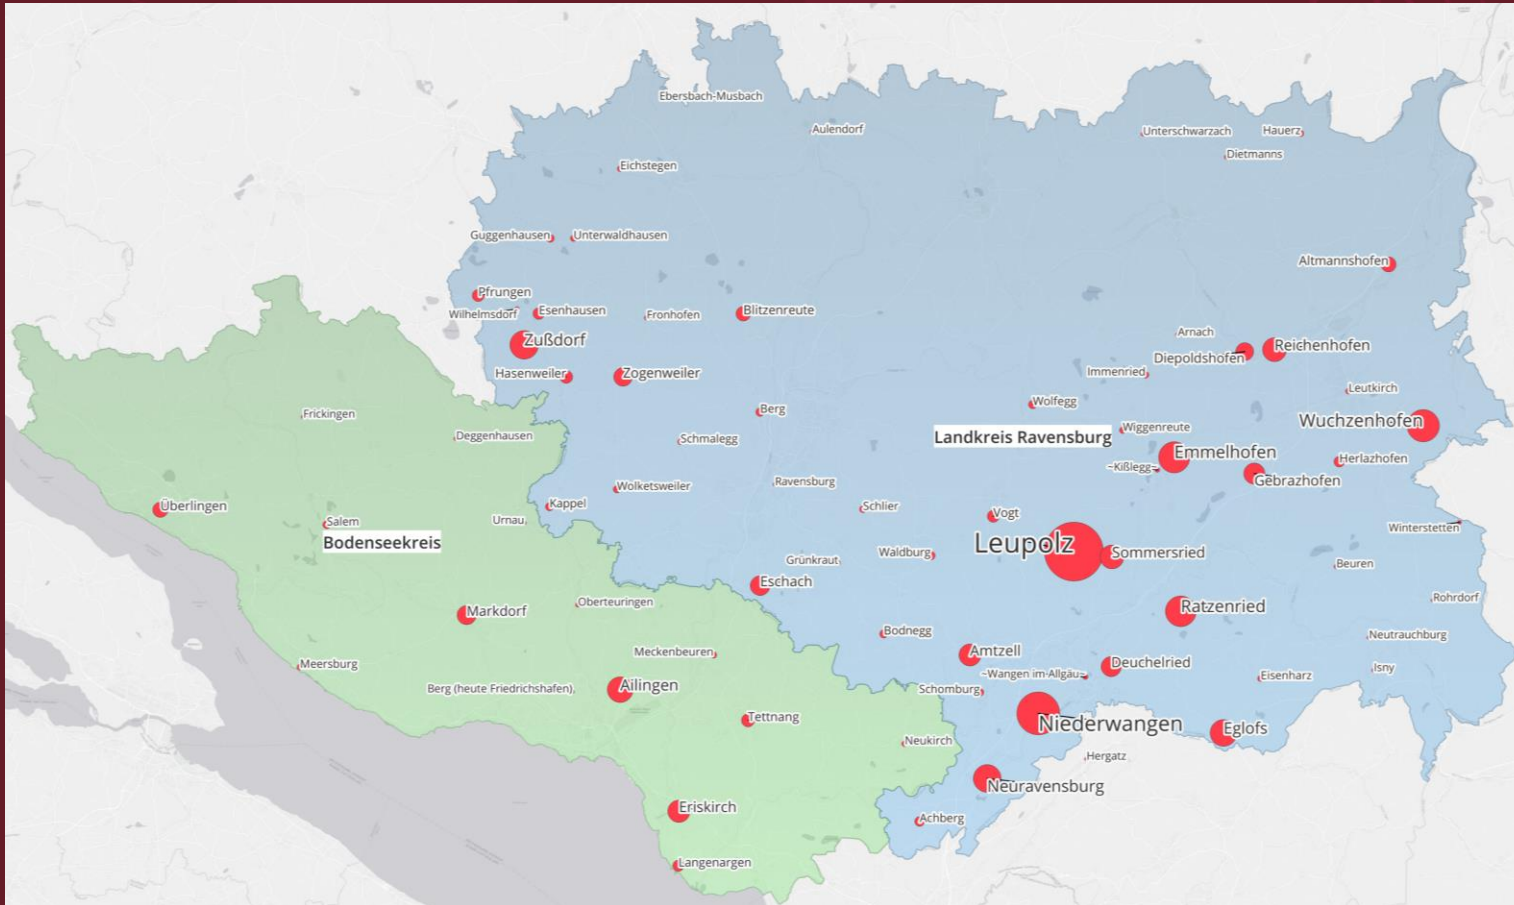 Ebersbach-Musbach
Aulendorf
Unterschwarzach
Hauerz
Dietmanns
Eichstegen
Guggenhausen
Unterwaldhausen
Altmannshofen
Pfrungen
Wilhelmsdorf
Esenhausen
Fronhofen
Blitzenreute
Arnach
Zußdorf
Diepoldshofen
Reichenhofen
Hasenweiler
Zogenweiler
Immenried
Leutkirch
Wolfegg
Berg
Frickingen
Wuchzenhofen
Wiggenreute
Deggenhausen
Schmalegg
Landkreis Ravensburg
Emmelhofen
Herlazhofen
~Kißlegg~
Gebrazhofen
Ravensburg
Wolketsweiler
Überlingen
Kappel
Schlier
Vogt
Salem
Urnau
Winterstetten
Bodenseekreis
Leupolz
Waldburg
Sommersried
Grünkraut
Beuren
Eschach
Rohrdorf
Oberteuringen
Markdorf
Ratzenried
Bodnegg
Neutrauchburg
Meckenbeuren
Amtzell
Meersburg
Deuchelried
Isny
~Wangen im Allgäu~
Eisenharz
Ailingen
Berg (heute Friedrichshafen)
Schomburg
Tettnang
Niederwangen
Eglofs
Neukirch
Hergatz
Neuravensburg
Eriskirch
Achberg
Langenargen